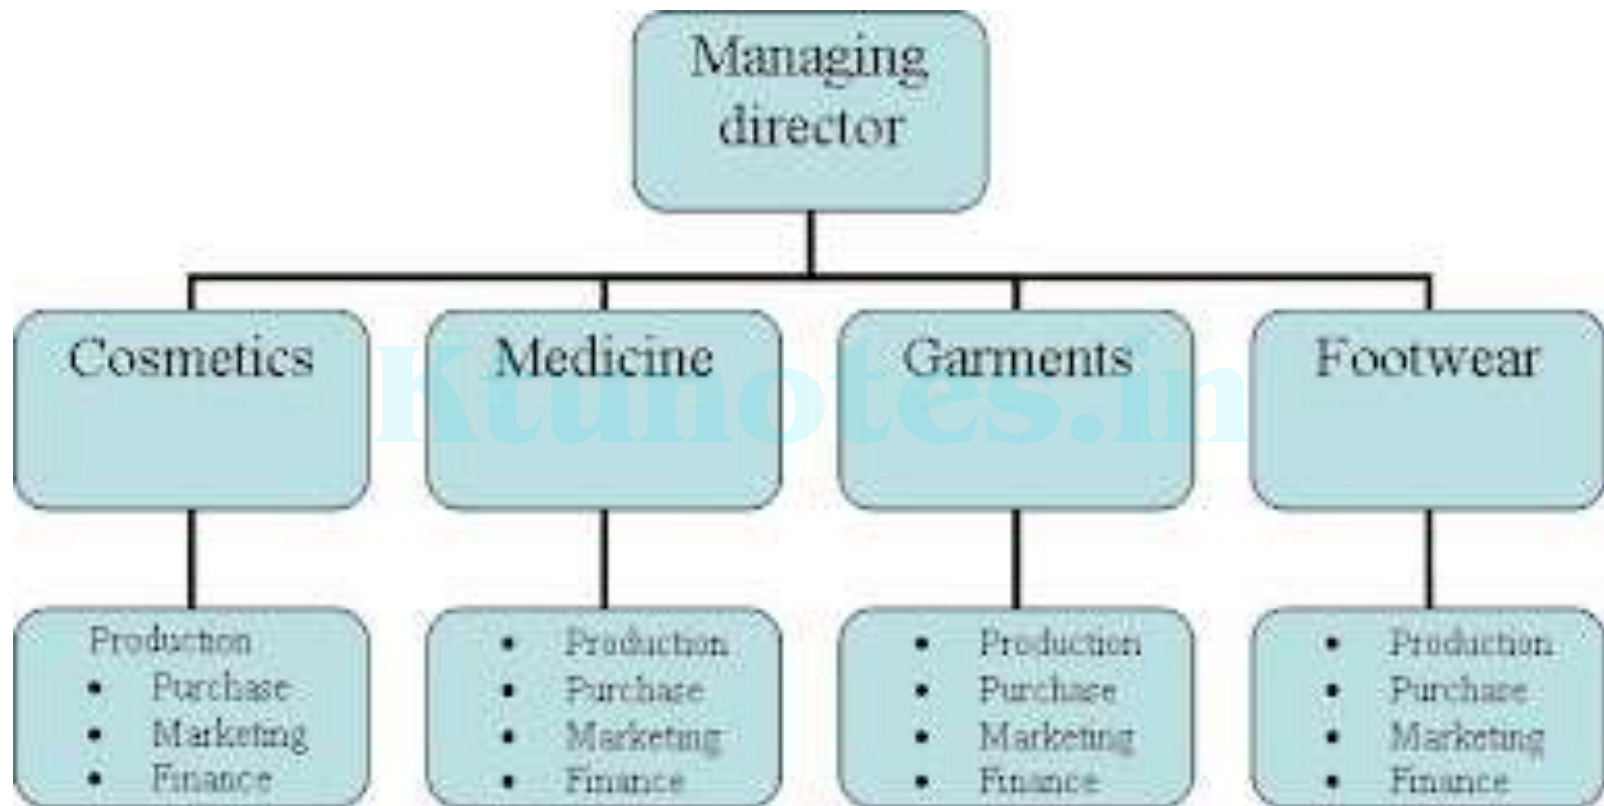 Managing
director
Cosmetics
Medicine
Garments
Footwear
Ktunotes.in
Production
• Purchase
• Marketing
• Finance
• Production
• Purchase
• Marketing
• Finance
• Production
• Purchase
• Marketing
• Finance
• Production
• Purchase
• Marketing
• Finance